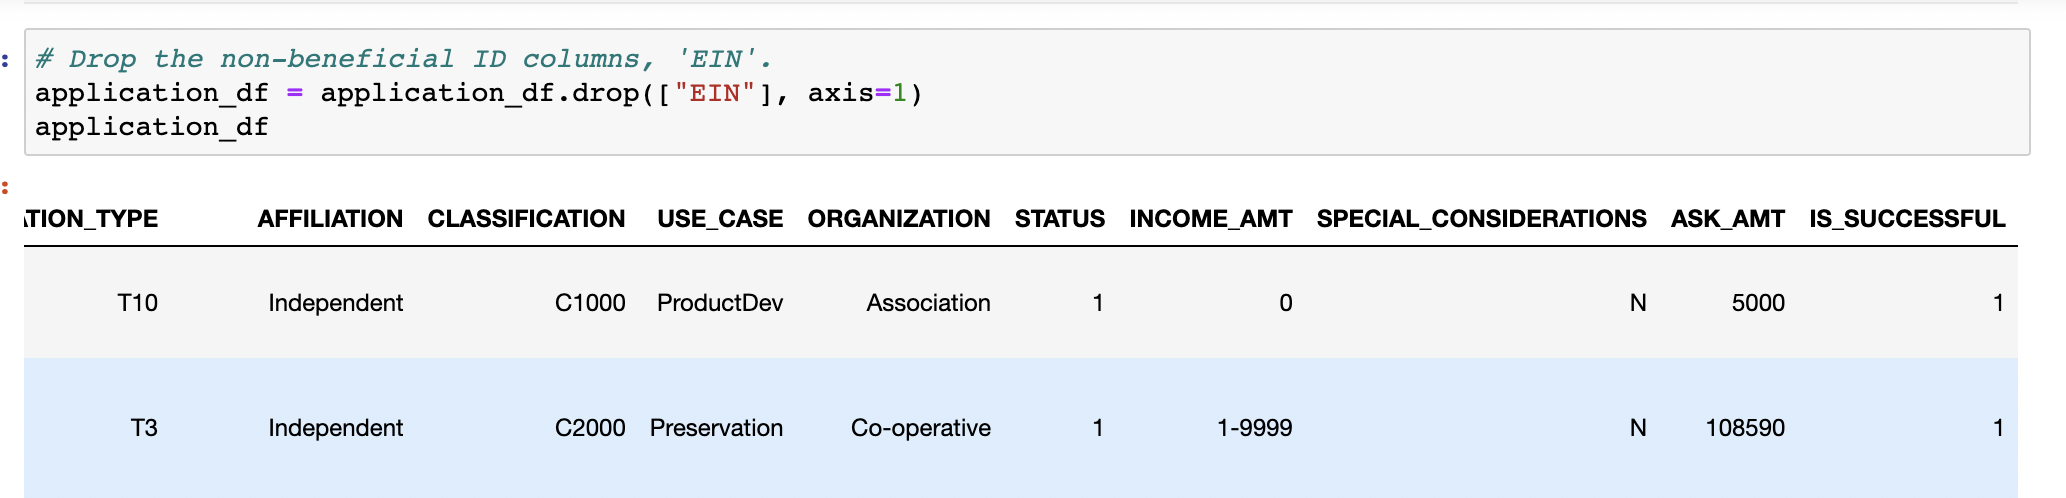 # Drop the non-beneficial ID columns, 'EIN'.
application_df = application_df.drop(["EIN"], axis=1)
application_df
ATION_TYPE AFFILIATION CLASSIFICATION USE_CASE ORGANIZATION STATUS INCOME_AMT SPECIAL_CONSIDERATIONS ASK_AMT IS_SUCCESSFUL
T10 Independent C1000 ProductDev Association 1 0 N 5000 1
T3 Independent C2000 Preservation Co-operative 1 1-9999 N 108590 1